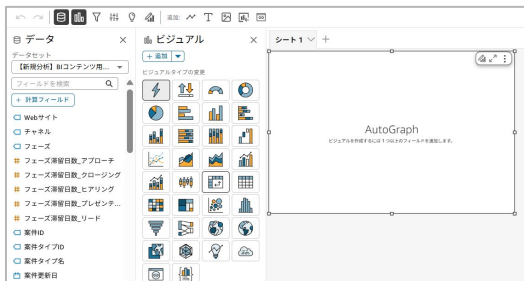 追加:
データ
データセット
【新規分析】BIコンテンツ用...
フィールドを検索
+ 計算フィールド
Webサイト
チャネル
フェーズ
フェーズ滞留日数_アプローチ
フェーズ滞留日数_クロージング
フェーズ滞留日数_ヒアリング
フェーズ滞留日数_プレゼンテ...
フェーズ滞留日数_リード
案件ID
案件タイプID
案件タイプ名
案件更新日
ビジュアル
+ 追加
ビジュアルタイプの変更
シート 1
AutoGraph
ビジュアルを作成するには 1 つ以上のフィールドを追加します。